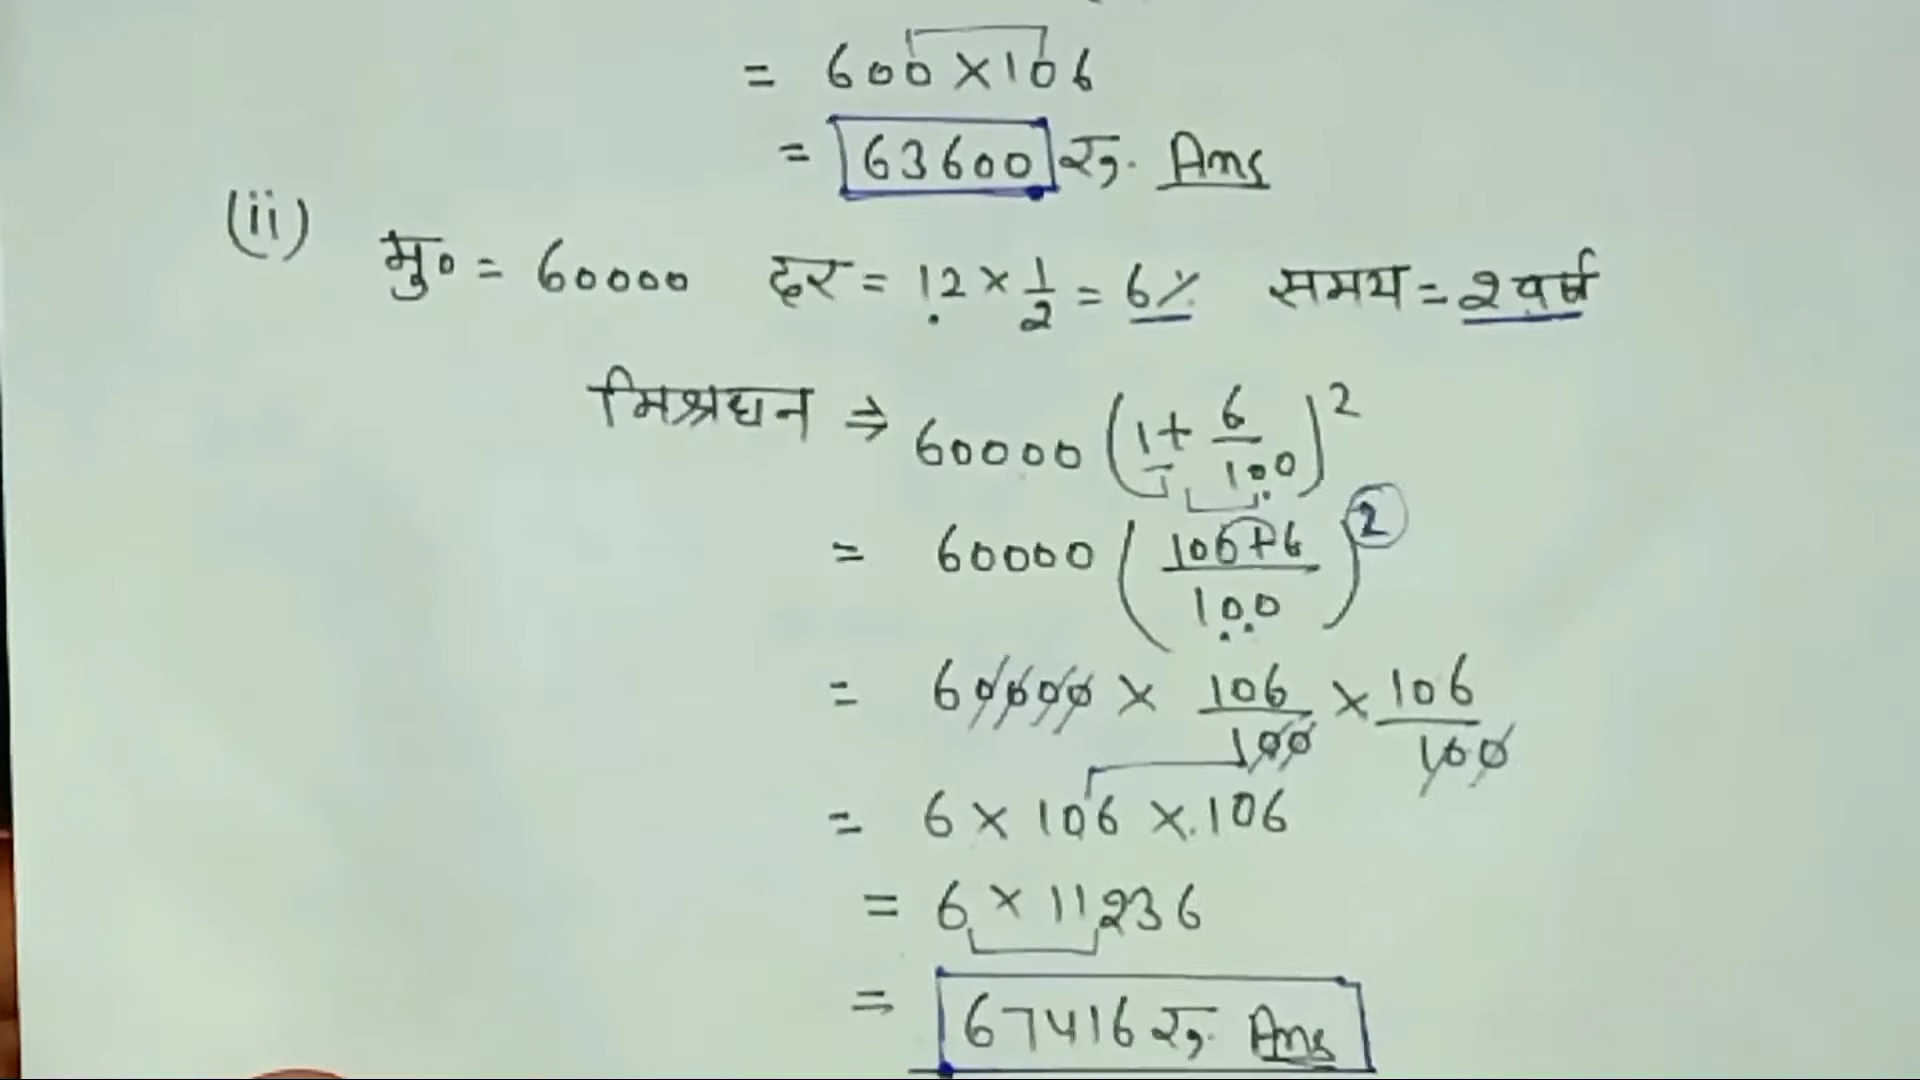 = 600 × 106
= 63600 रु. Ans
(ii) मु० = 60000 दर = 12 × 1/2 = 6% समय = 2 वर्ष
मिश्रधन ⇒ 60000 (1 + 6/100)²
= 60000 (100+6/100)²
= 60000 × 106/100 × 106/100
= 6 × 106 × 106
= 6 × 11236
= 67416 रु. Ans